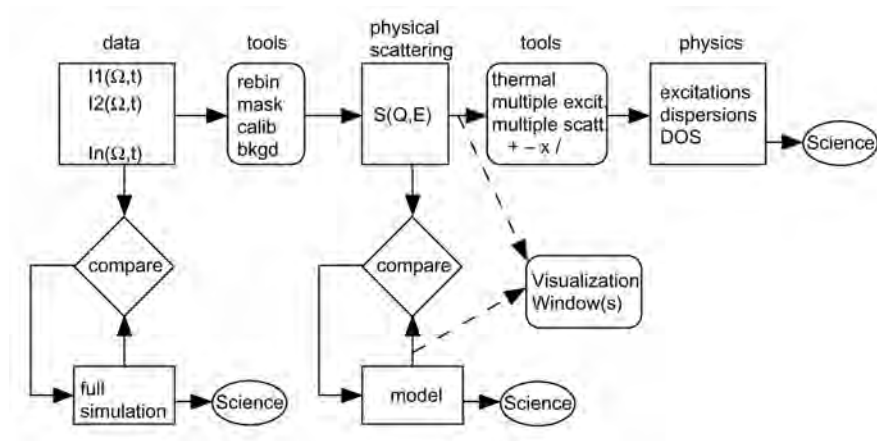 data
tools
physical
scattering
tools
physics
I1(Ω,t)
I2(Ω,t)
In(Ω,t)
rebin
mask
calib
bkgd
S(Q,E)
thermal
multiple excit.
multiple scatt.
+ – x /
excitations
dispersions
DOS
Science
compare
compare
Visualization
Window(s)
full
simulation
Science
model
Science